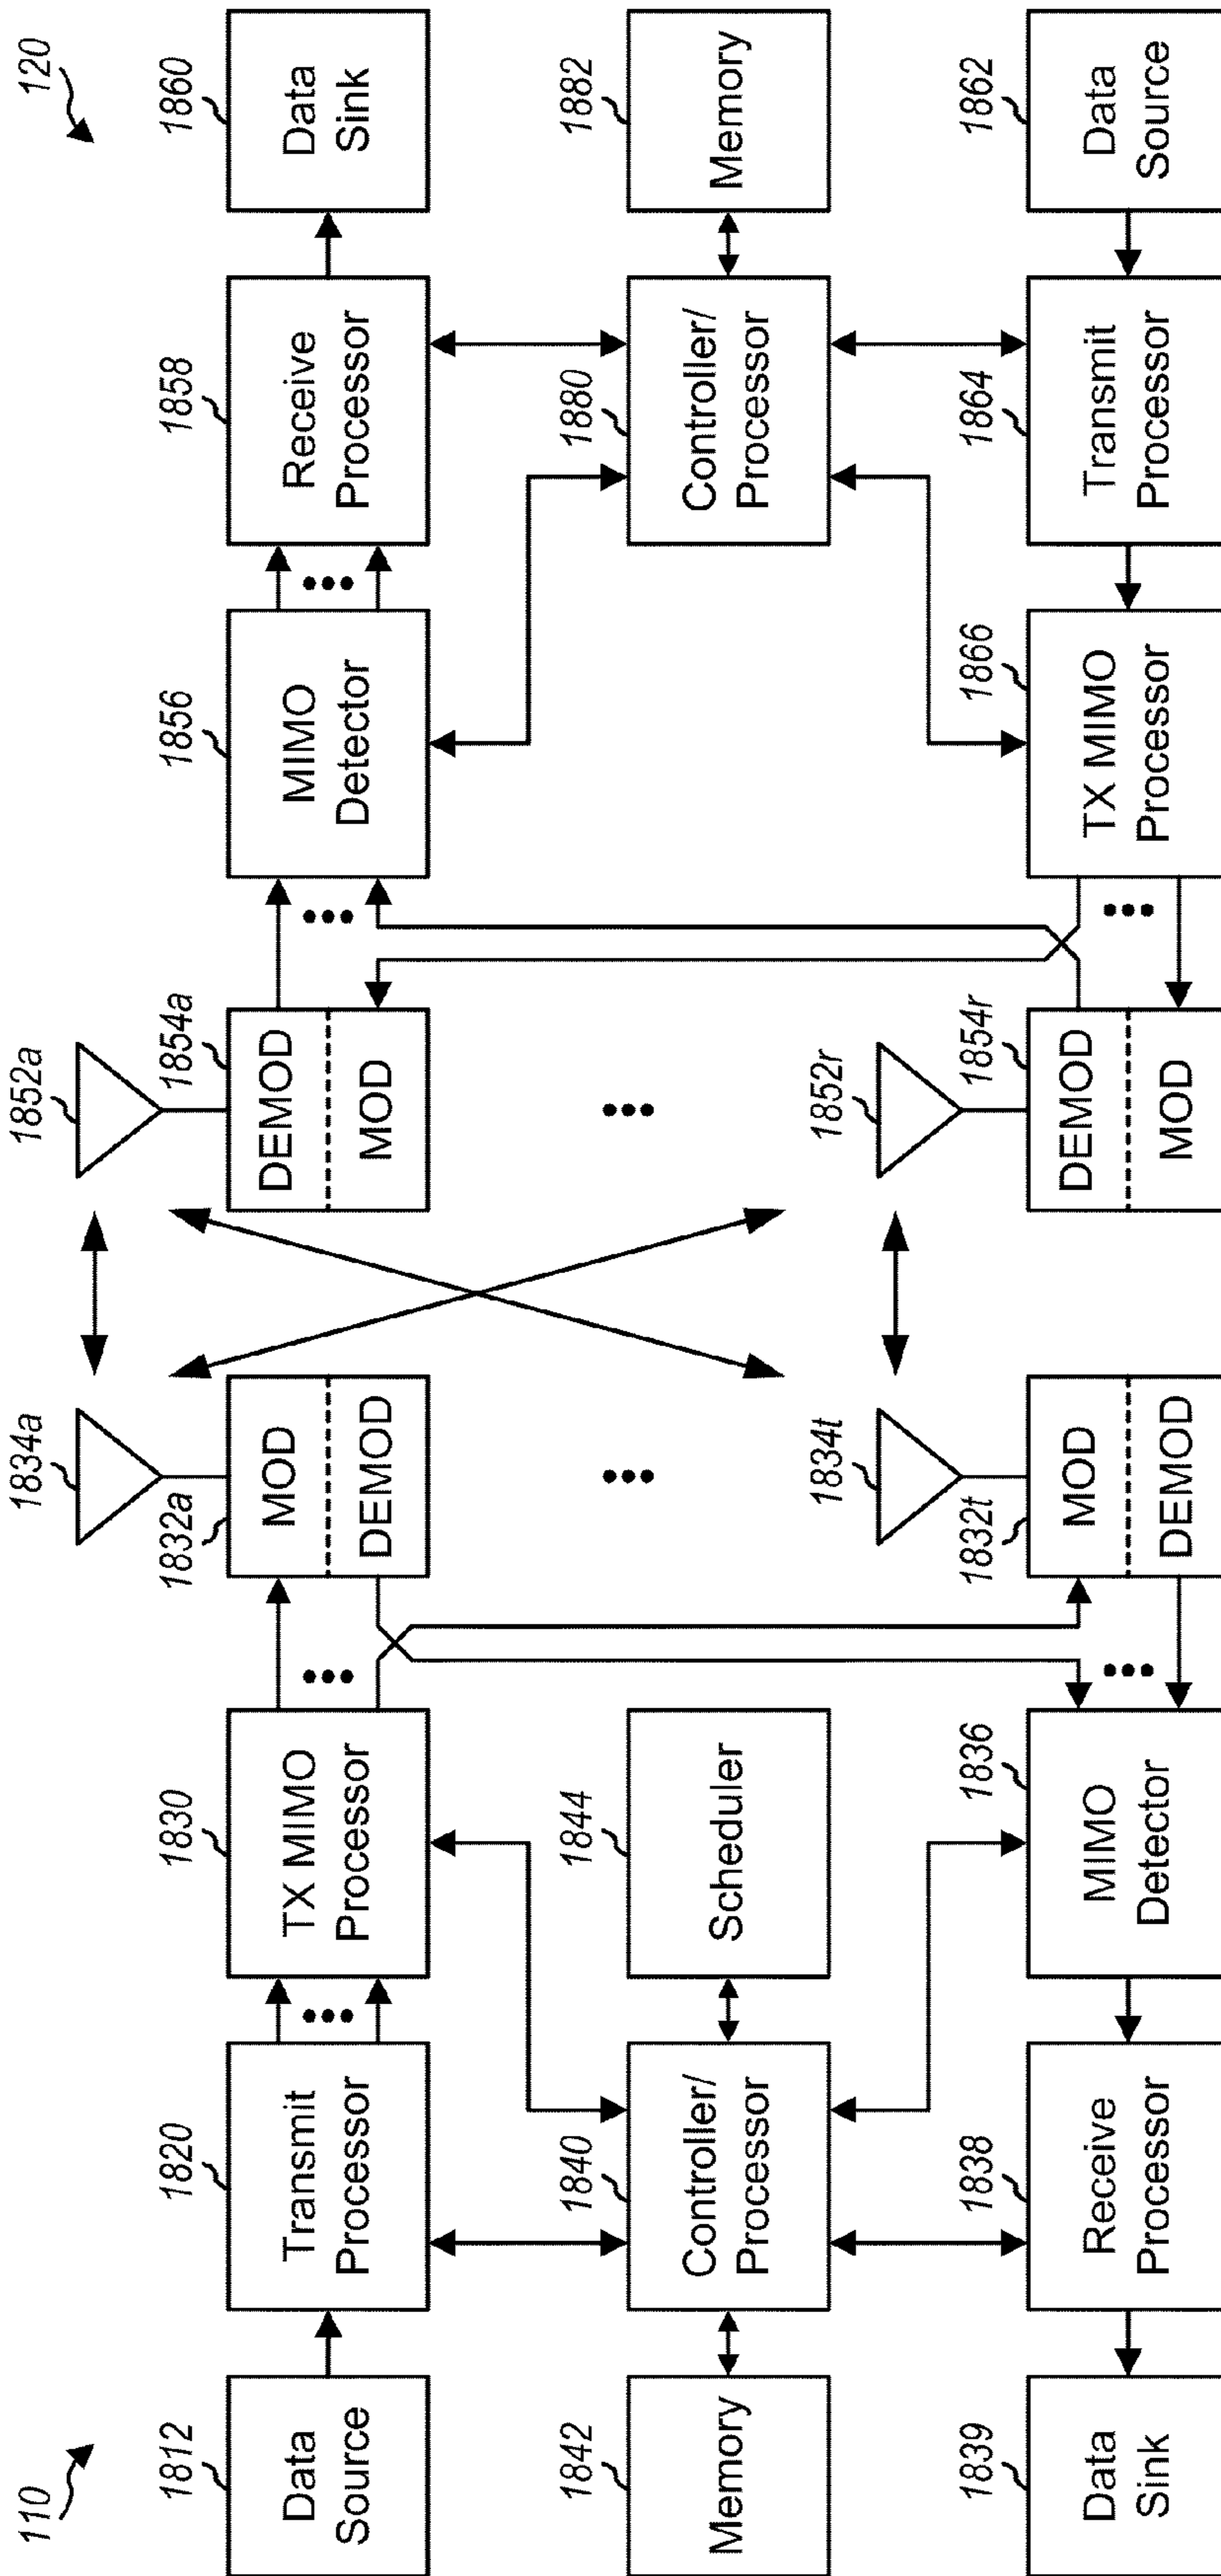 110
120
1834a
1852a
1812
Data
Source
1820
Transmit
Processor
1830
TX MIMO
Processor
1832a
MOD
DEMOD
1854a
DEMOD
MOD
1856
MIMO
Detector
1858
Receive
Processor
1860
Data
Sink
1842
Memory
1840
Controller/
Processor
1844
Scheduler
1880
Controller/
Processor
1882
Memory
1834t
1852r
1839
Data
Sink
1838
Receive
Processor
1836
MIMO
Detector
1832t
MOD
DEMOD
1854r
DEMOD
MOD
1866
TX MIMO
Processor
1864
Transmit
Processor
1862
Data
Source